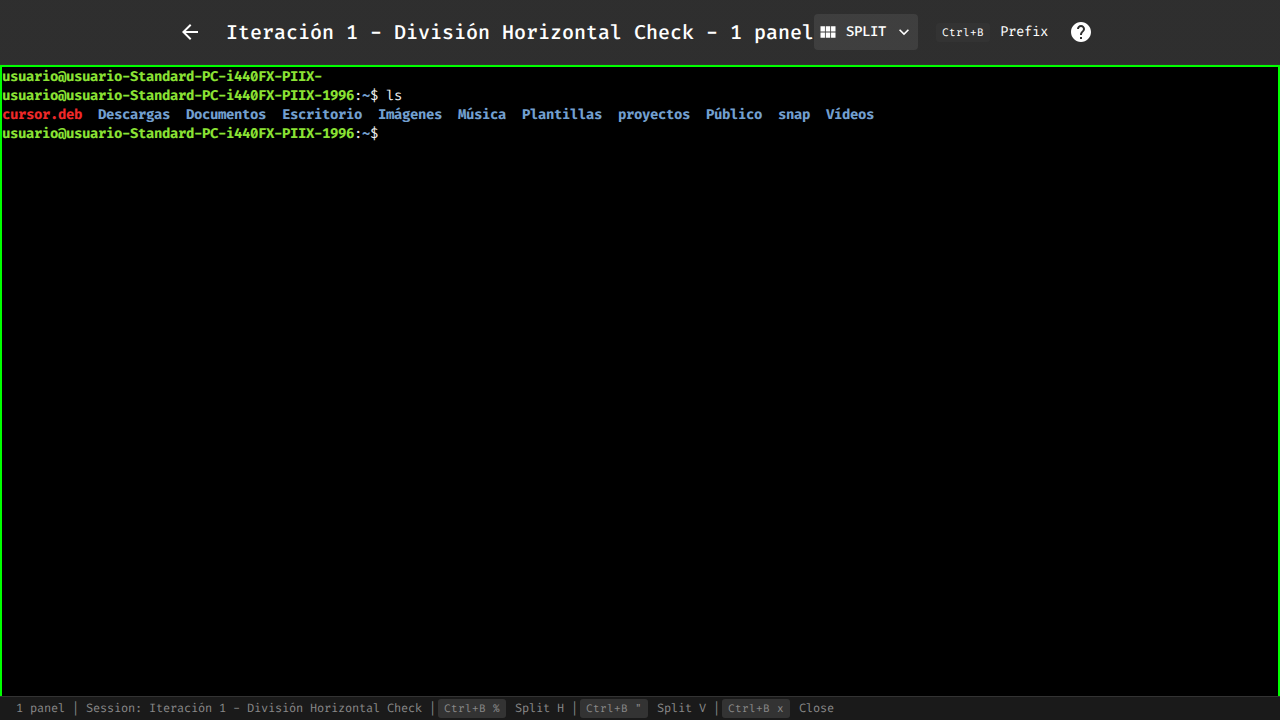 Iteración 1 - División Horizontal Check - 1 panel SPLIT Ctrl+B Prefix ?
usuario@usuario-Standard-PC-i440FX-PIIX-
usuario@usuario-Standard-PC-i440FX-PIIX-1996:~$ ls
cursor.deb Descargas Documentos Escritorio Imágenes Música Plantillas proyectos Público snap Vídeos
usuario@usuario-Standard-PC-i440FX-PIIX-1996:~$
1 panel | Session: Iteración 1 - División Horizontal Check | Ctrl+B % Split H | Ctrl+B " Split V | Ctrl+B x Close